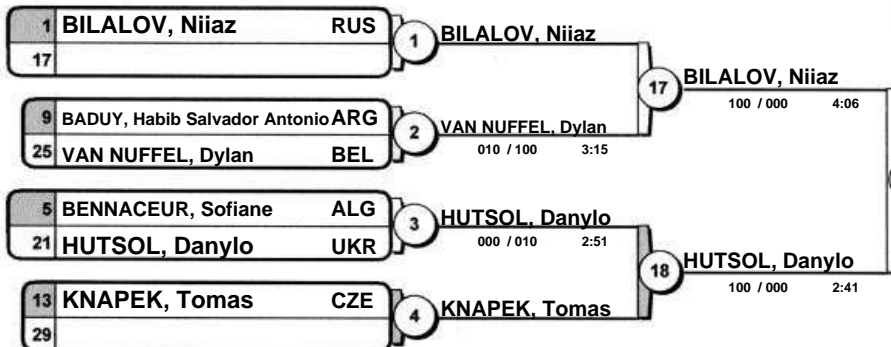 1 BILALOV, Niiaz RUS
17
1
BILALOV, Niiaz
9 BADUY, Habib Salvador Antonio ARG
25 VAN NUFFEL, Dylan BEL
2
VAN NUFFEL, Dylan
010 / 100 3:15
17
BILALOV, Niiaz
100 / 000 4:06
5 BENNACEUR, Sofiane ALG
21 HUTSOL, Danylo UKR
3
HUTSOL, Danylo
000 / 010 2:51
13 KNAPEK, Tomas CZE
29
4
KNAPEK, Tomas
18
HUTSOL, Danylo
100 / 000 2:41